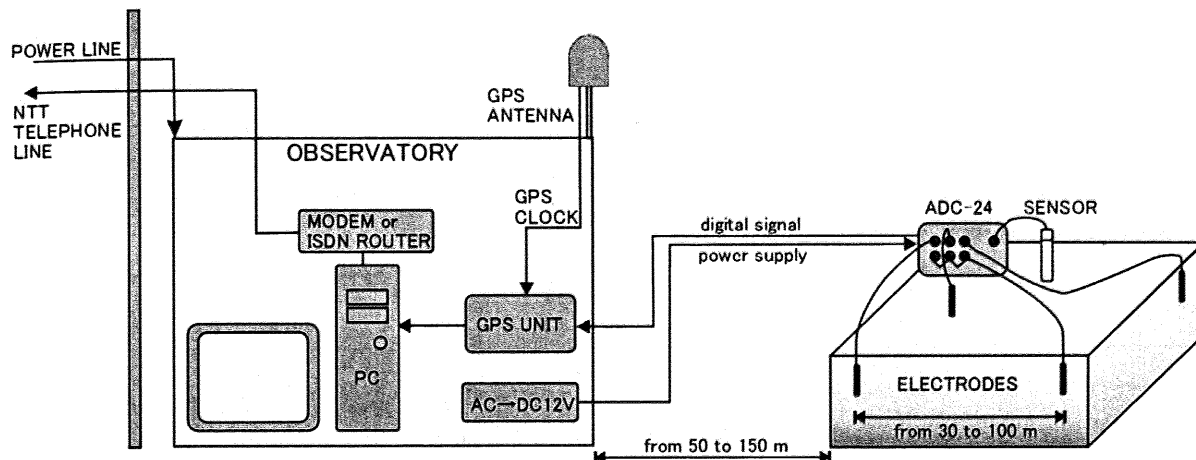 POWER LINE
NTT
TELEPHONE
LINE
GPS
ANTENNA
OBSERVATORY
GPS
CLOCK
MODEM or
ISDN ROUTER
PC
GPS UNIT
AC→DC12V
digital signal
power supply
ADC-24
SENSOR
ELECTRODES
from 30 to 100 m
from 50 to 150 m